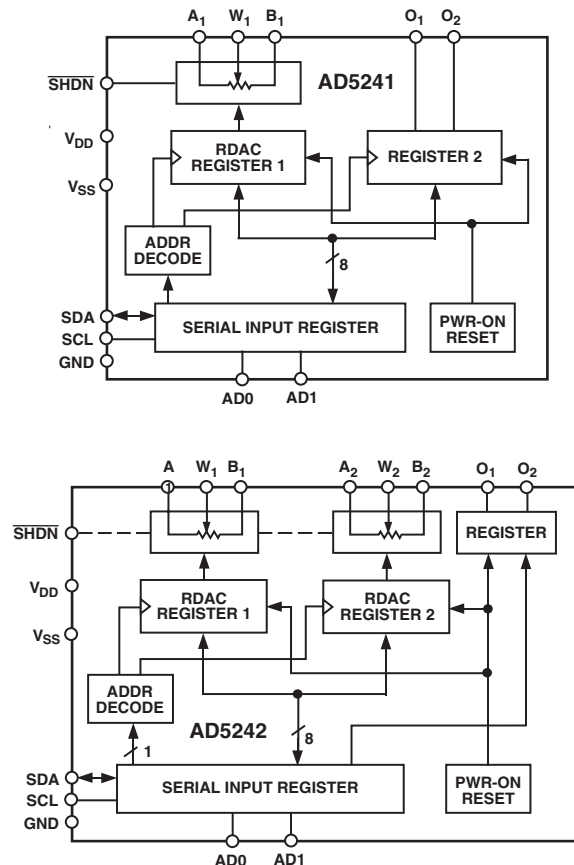 A1 W1 B1 O1 O2
SHDN
AD5241
VDD
RDAC
REGISTER 1
REGISTER 2
VSS
ADDR
DECODE
8
SDA
SERIAL INPUT REGISTER
PWR-ON
RESET
SCL
GND
AD0 AD1
A1 W1 B1 A2 W2 B2 O1 O2
SHDN
REGISTER
VDD
RDAC
REGISTER 1
RDAC
REGISTER 2
VSS
ADDR
DECODE
AD5242
1
8
SDA
SERIAL INPUT REGISTER
PWR-ON
RESET
SCL
GND
AD0 AD1